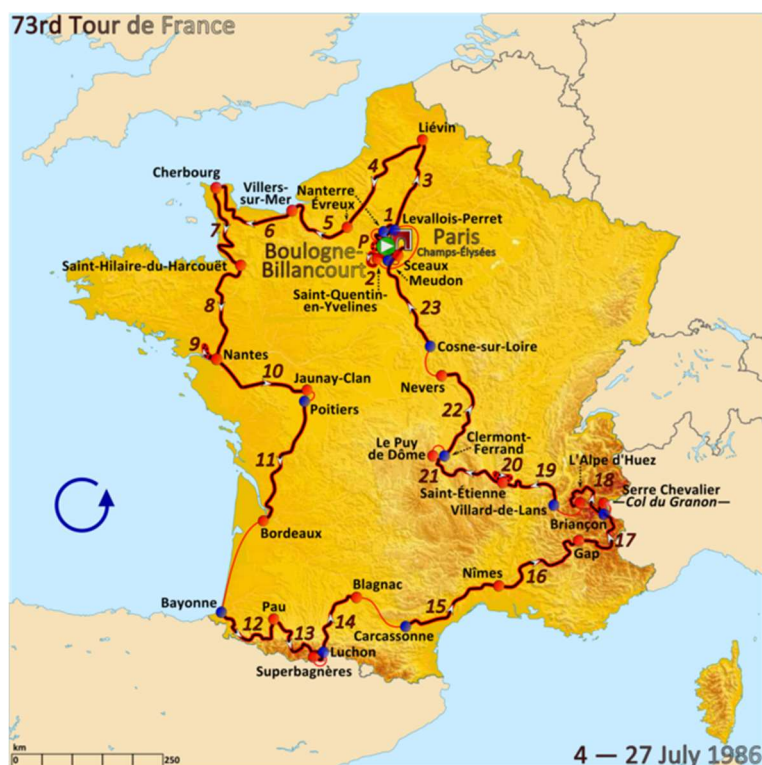 73rd Tour de France
Liévin
Cherbourg
Villers-
sur-Mer
Nanterre
Évreux
4
3
1
Levallois-Perret
7
6
5
P
Paris
Champs-Élysées
Boulogne-
Billancourt
2
Sceaux
Meudon
Saint-Hilaire-du-Harcouët
Saint-Quentin-
en-Yvelines
8
23
9
Nantes
Cosne-sur-Loire
10
Jaunay-Clan
Nevers
Poitiers
22
Le Puy
de Dôme
Clermont-
Ferrand
11
21
20
19
L'Alpe d'Huez
18
Saint-Étienne
Serre Chevalier
—Col du Granon—
Villard-de-Lans
Briançon
Bordeaux
17
Gap
Nîmes
16
Blagnac
Bayonne
Pau
15
14
12
13
Carcassonne
Luchon
Superbagnères
km
0
250
4 — 27 July 1986